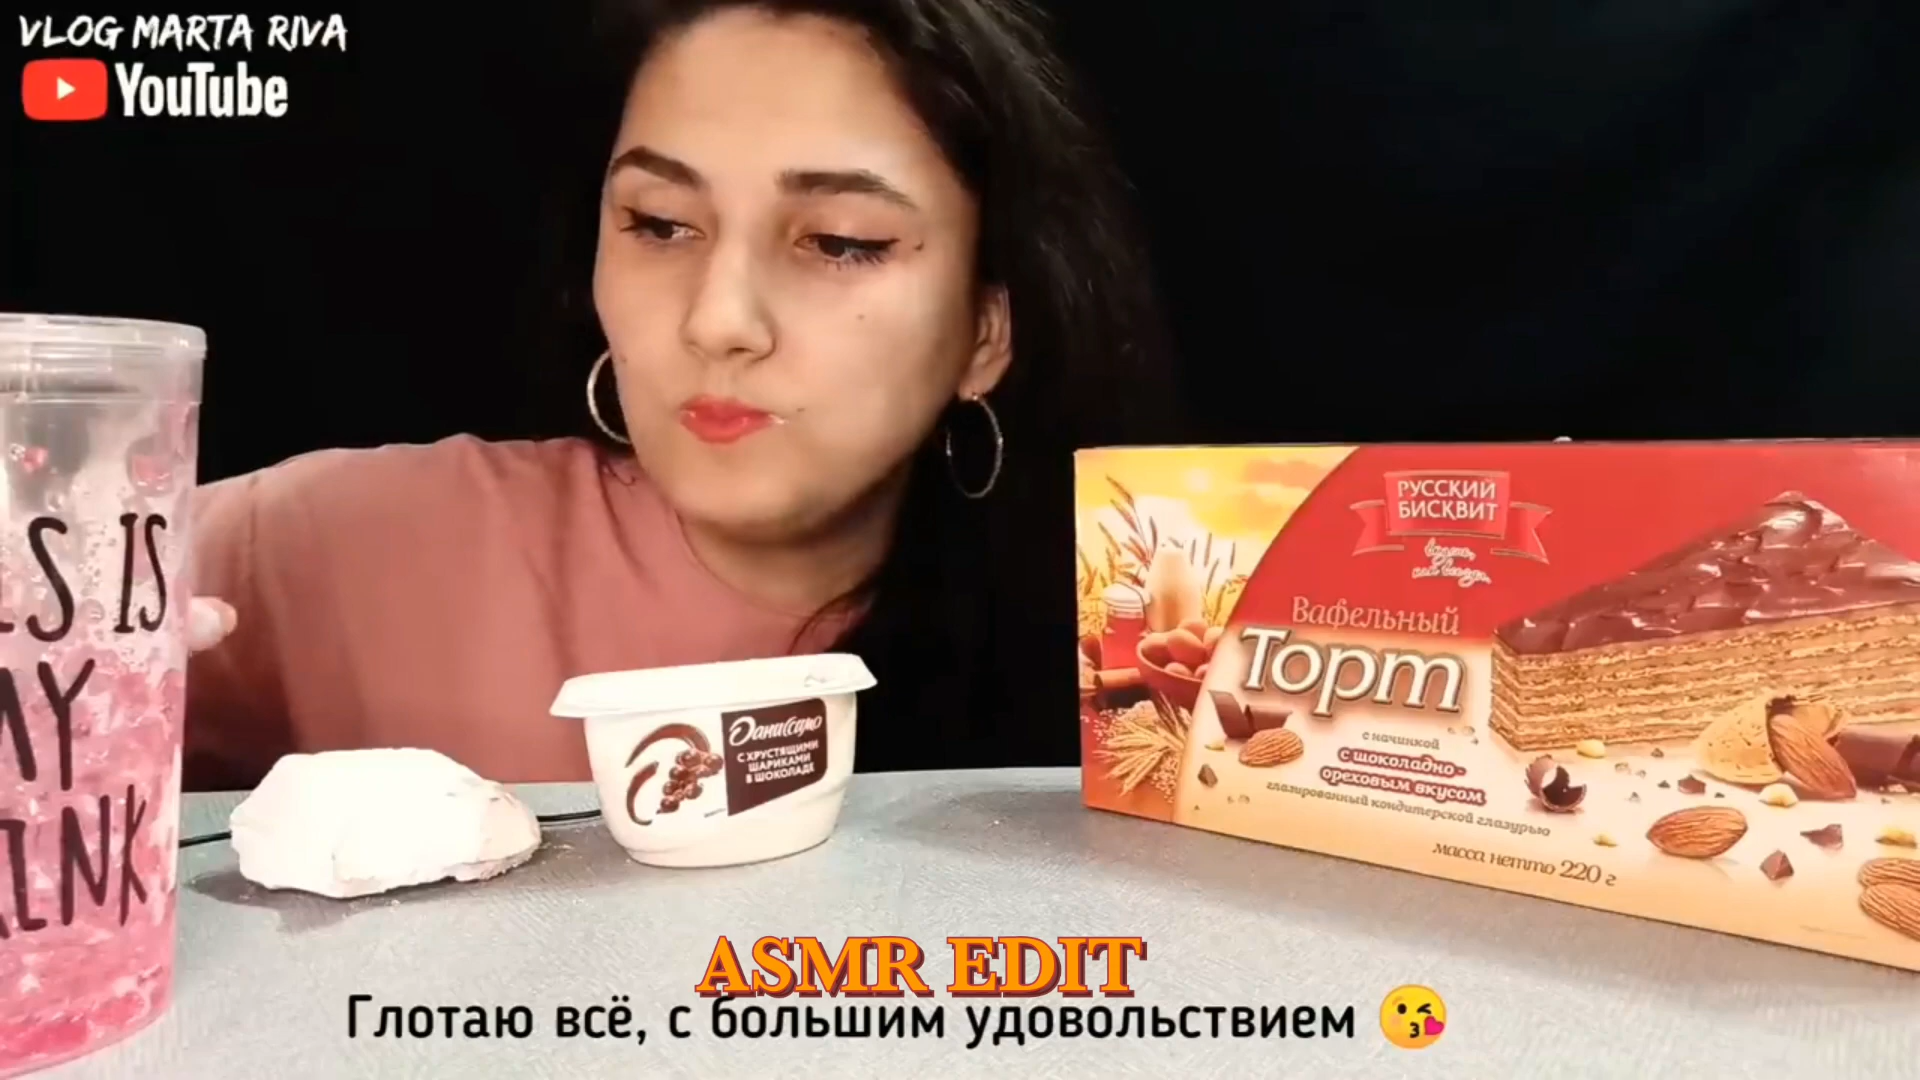 VLOG MARTA RIVA
YouTube
IS
MY
INK
Даниссимо
С ХРУСТЯЩИМИ
ШАРИКАМИ
В ШОКОЛАДЕ
РУССКИЙ
БИСКВИТ
Вафельный
Торт
с начинкой
с шоколадно-
ореховым вкусом
глазированный кондитерской глазурью
масса нетто 220 г
ASMR EDIT
Глотаю всё, с большим удовольствием 😘